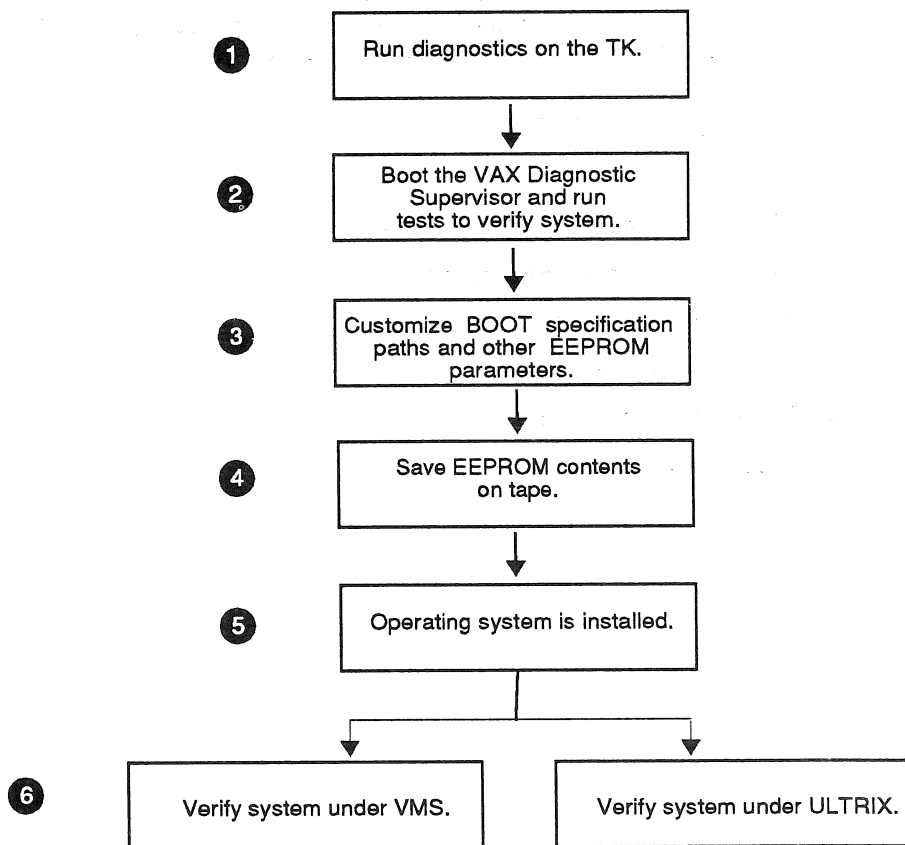 1
Run diagnostics on the TK.
2
Boot the VAX Diagnostic
Supervisor and run
tests to verify system.
3
Customize BOOT specification
paths and other EEPROM
parameters.
4
Save EEPROM contents
on tape.
5
Operating system is installed.
6
Verify system under VMS.
Verify system under ULTRIX.